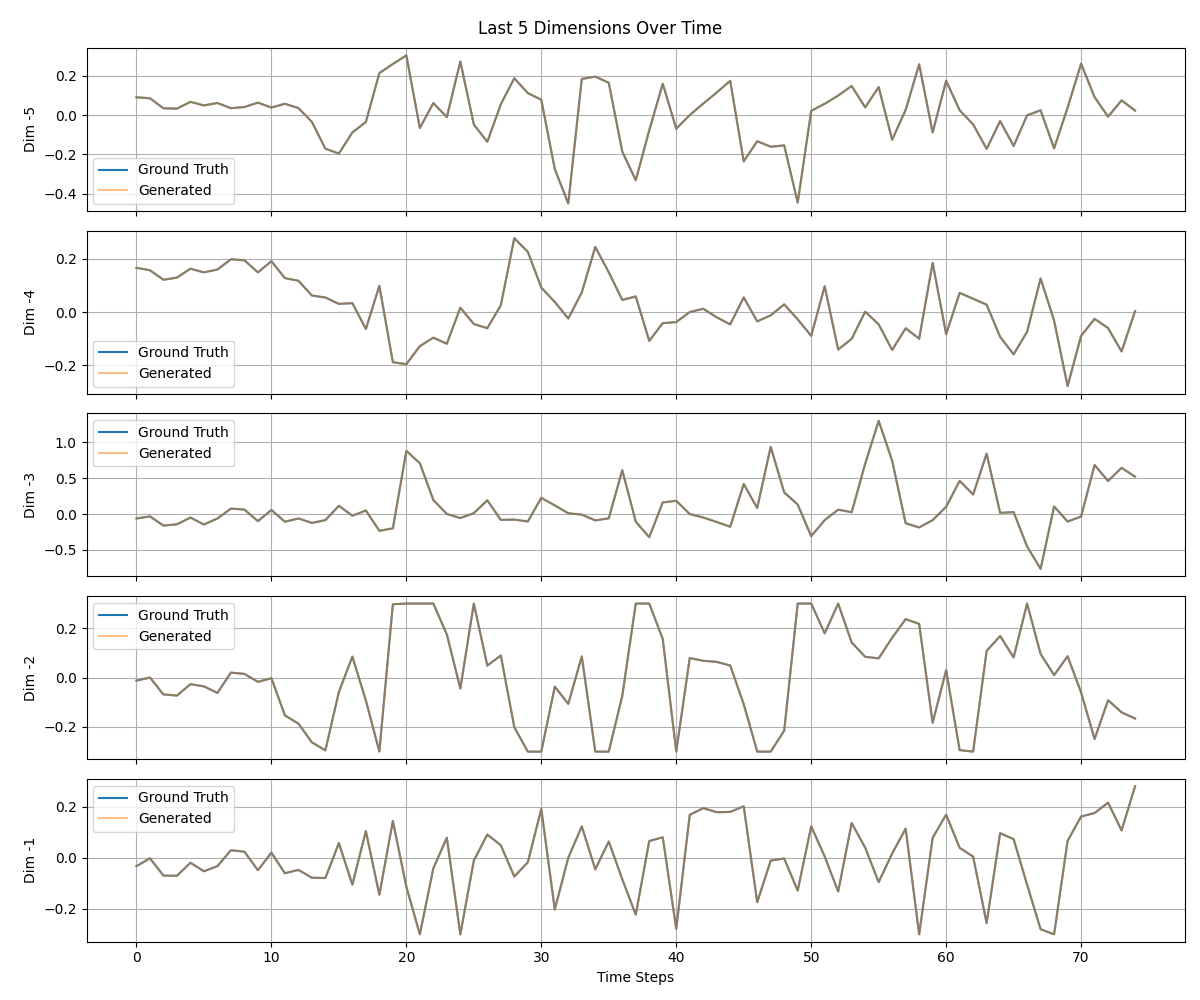 Last 5 Dimensions Over Time
0.2
0.0
−0.2
−0.4
Dim -5
Ground Truth
Generated
0.2
0.0
−0.2
Dim -4
Ground Truth
Generated
1.0
0.5
0.0
−0.5
Dim -3
Ground Truth
Generated
0.2
0.0
−0.2
Dim -2
Ground Truth
Generated
0.2
0.0
−0.2
Dim -1
Ground Truth
Generated
0 10 20 30 40 50 60 70
Time Steps